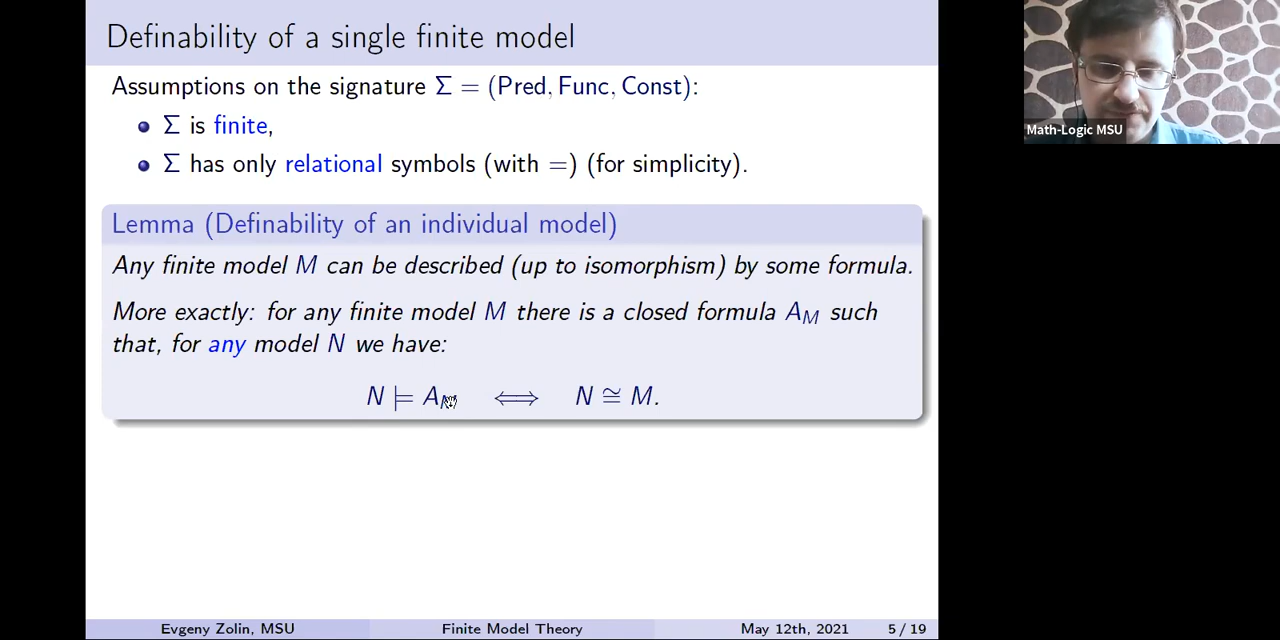 Definability of a single finite model
Assumptions on the signature Σ = (Pred, Func, Const):
Σ is finite,
Σ has only relational symbols (with =) (for simplicity).
Lemma (Definability of an individual model)
Any finite model M can be described (up to isomorphism) by some formula.
More exactly: for any finite model M there is a closed formula A_M such
that, for any model N we have:
N ⊨ A_M ⟺ N ≅ M.
Evgeny Zolin, MSU Finite Model Theory May 12th, 2021 5 / 19
Math-Logic MSU